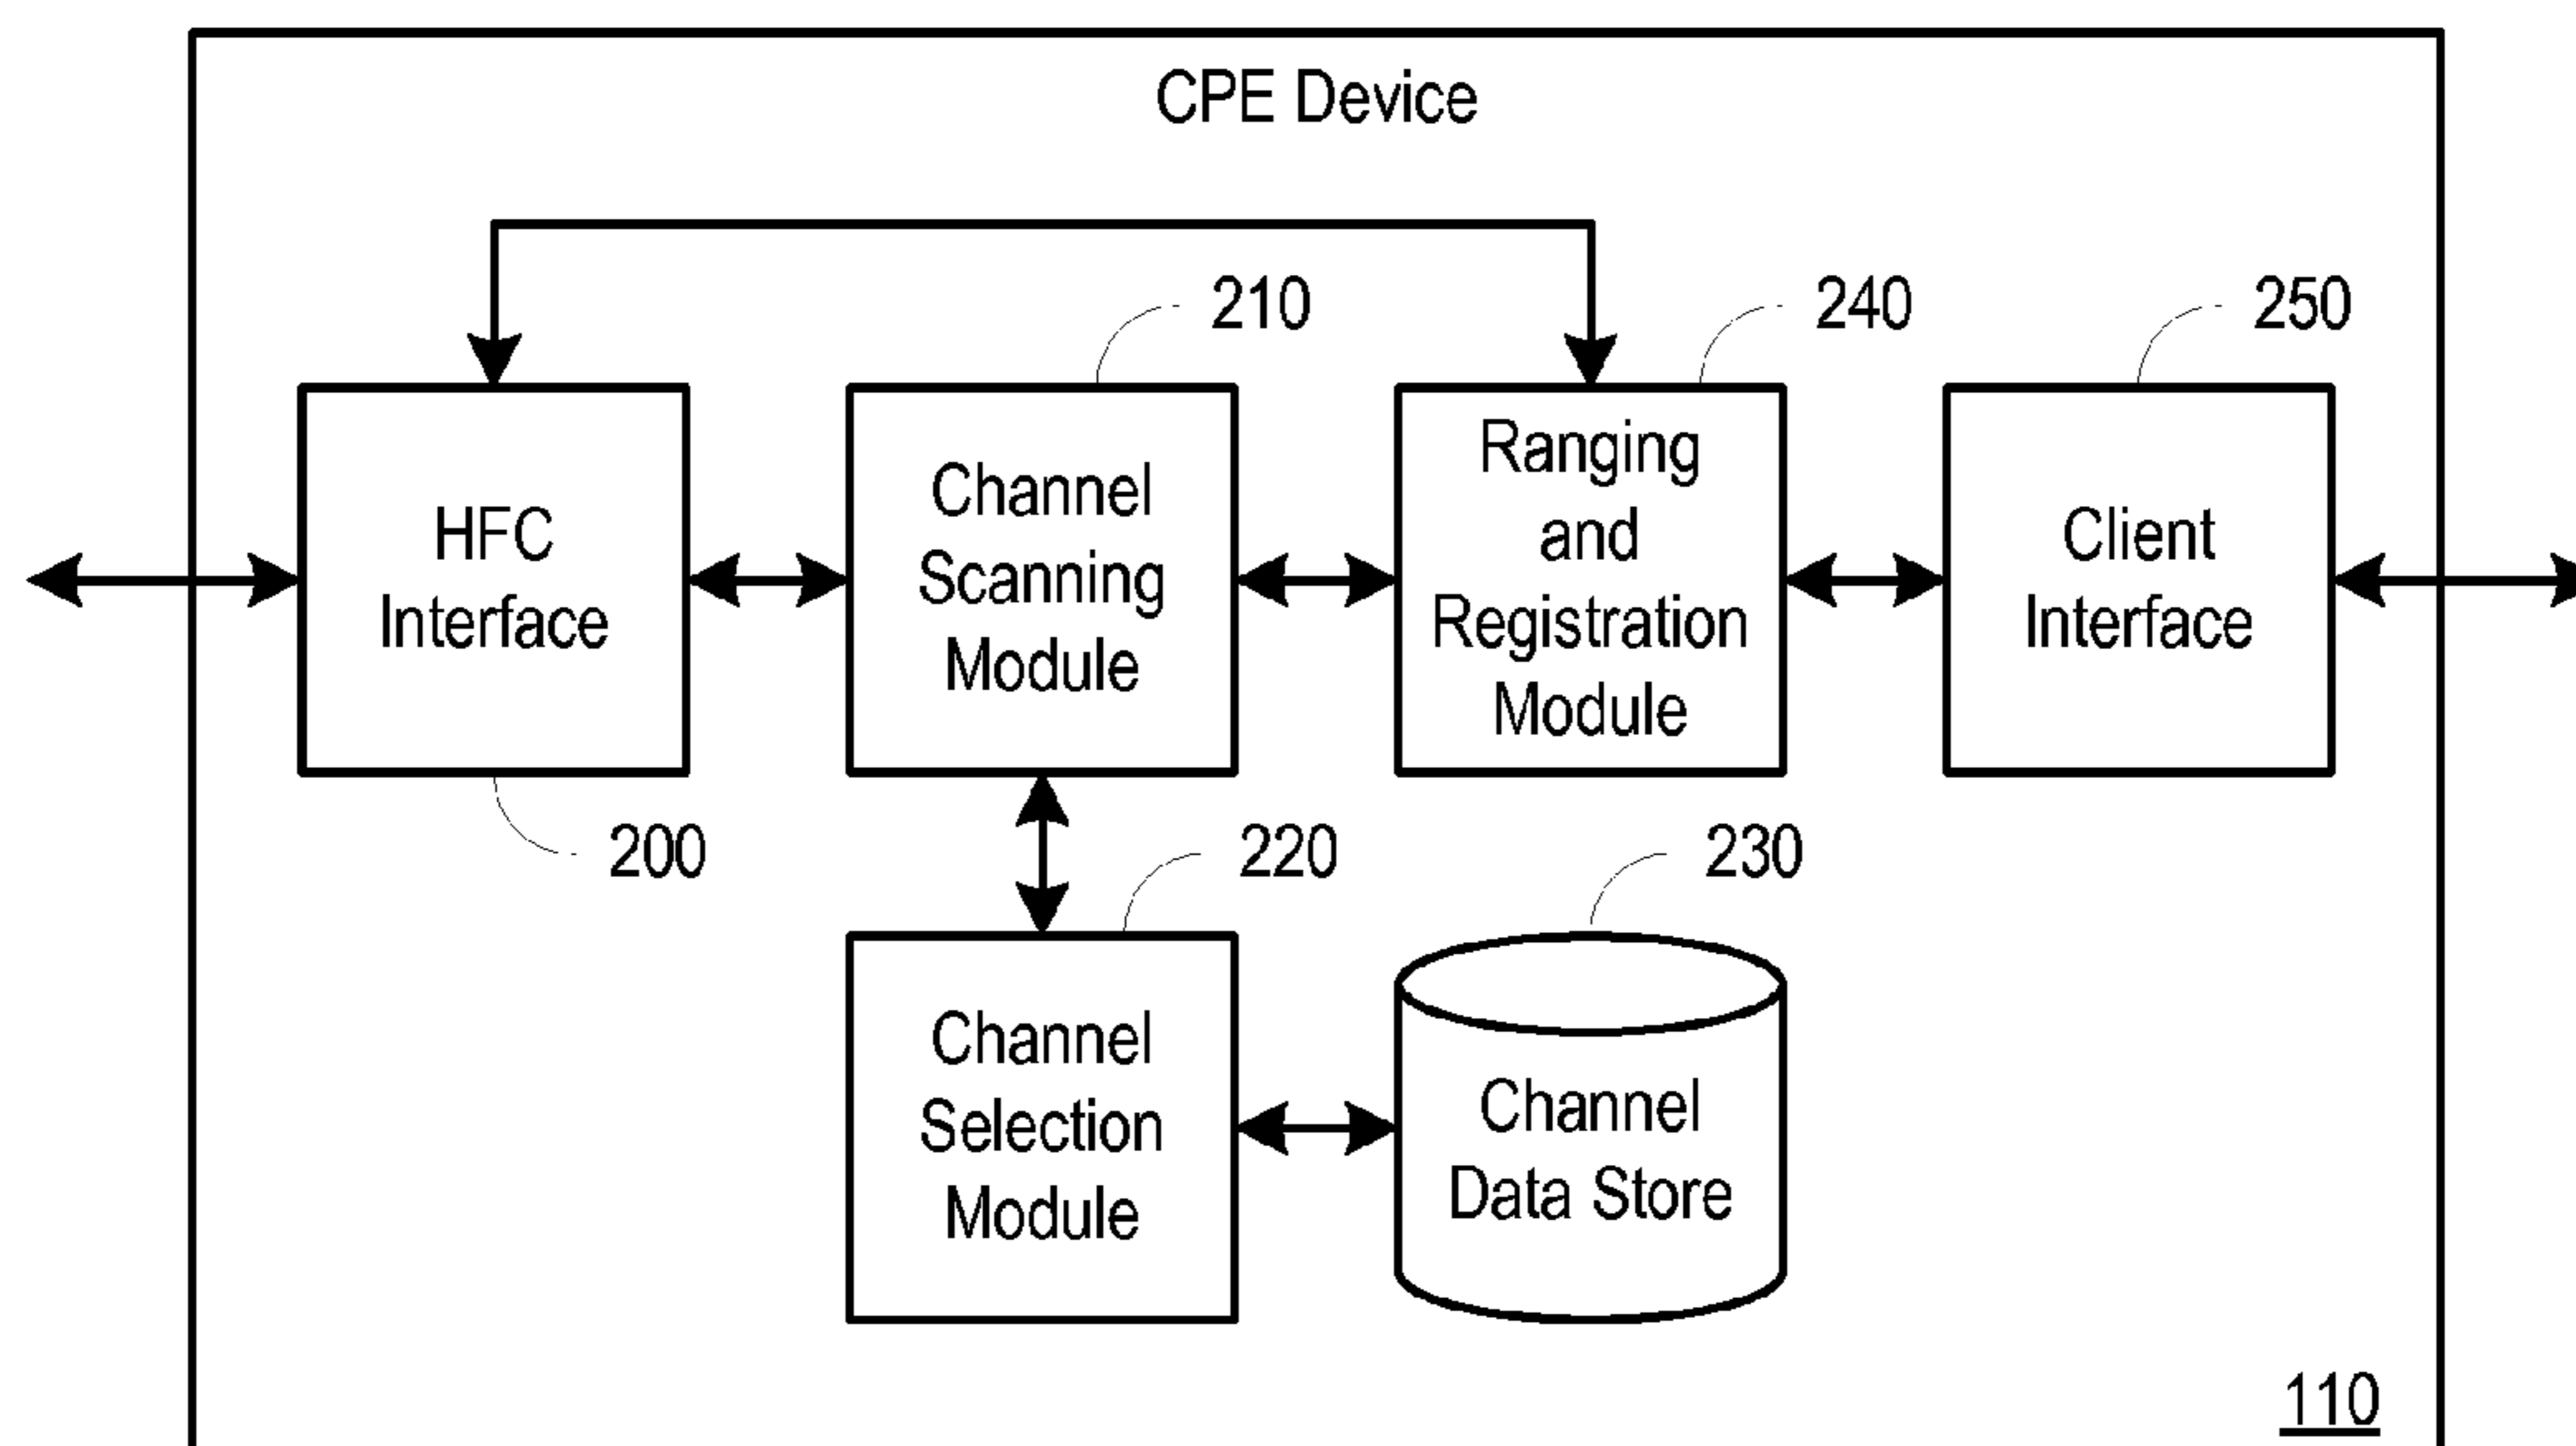 CPE Device
210
240
250
HFC
Interface
200
Channel
Scanning
Module
Ranging
and
Registration
Module
Client
Interface
220
230
Channel
Selection
Module
Channel
Data Store
110